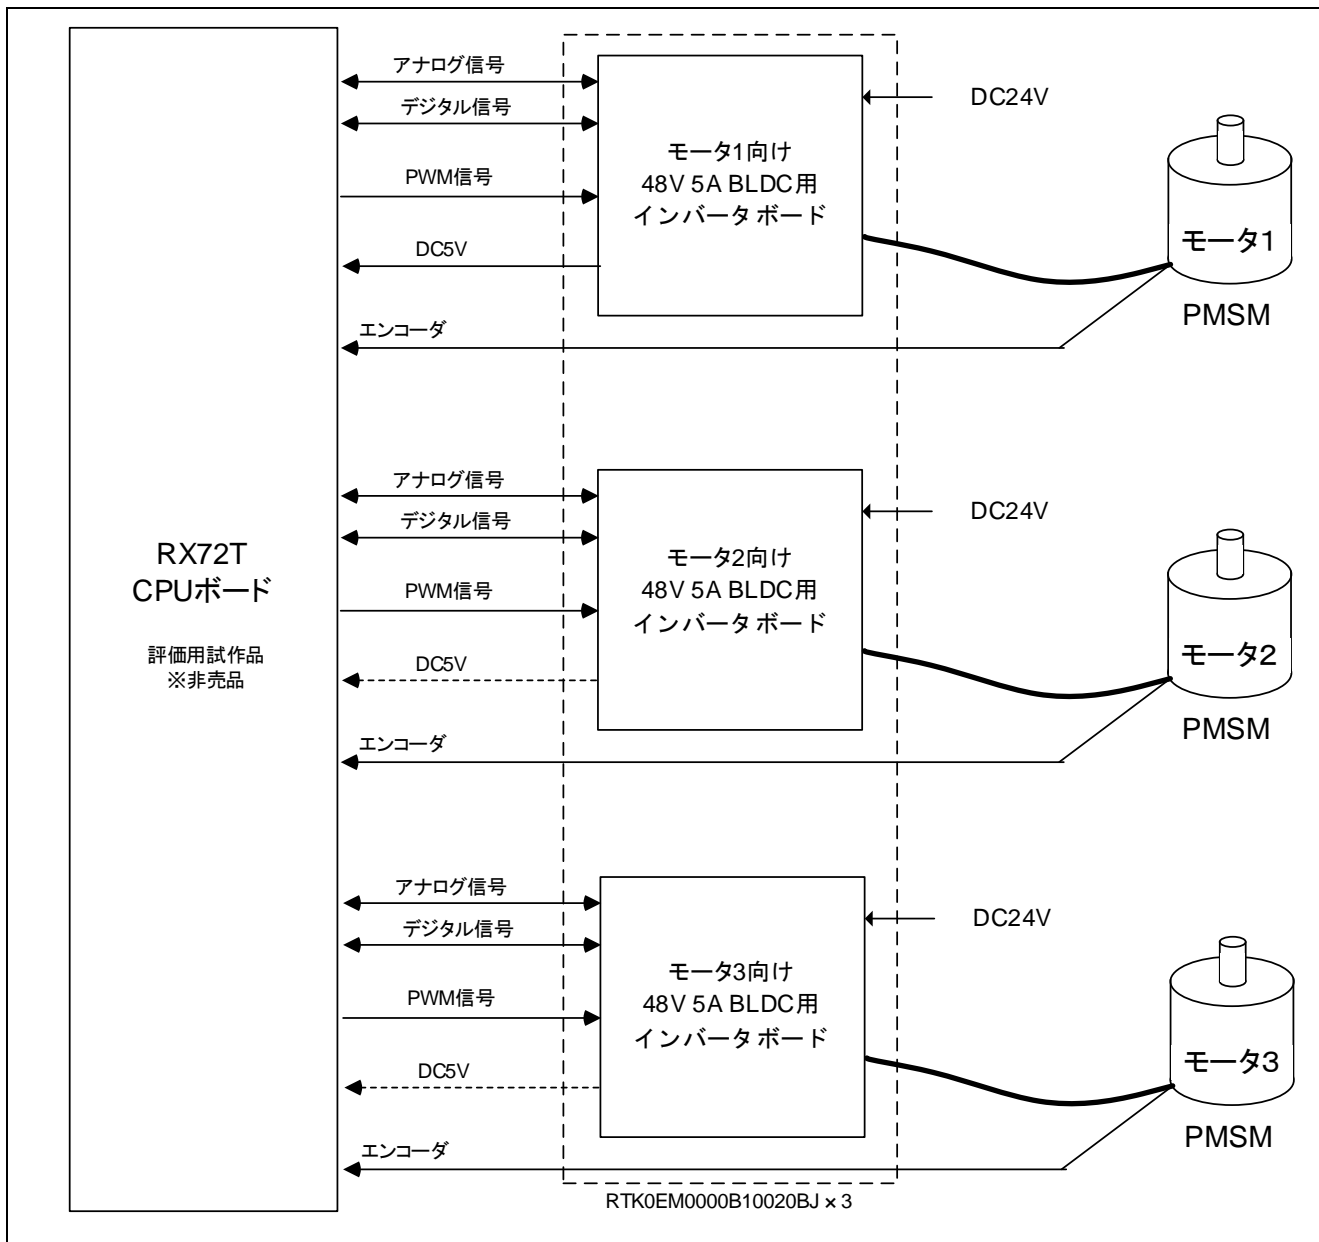 RX72T
CPUボード
評価用試作品
※非売品
アナログ信号
デジタル信号
PWM信号
DC5V
エンコーダ
モータ1向け
48V 5A BLDC用
インバータボード
DC24V
モータ1
PMSM
アナログ信号
デジタル信号
PWM信号
DC5V
エンコーダ
モータ2向け
48V 5A BLDC用
インバータボード
DC24V
モータ2
PMSM
アナログ信号
デジタル信号
PWM信号
DC5V
エンコーダ
モータ3向け
48V 5A BLDC用
インバータボード
DC24V
モータ3
PMSM
RTK0EM0000B10020BJ × 3